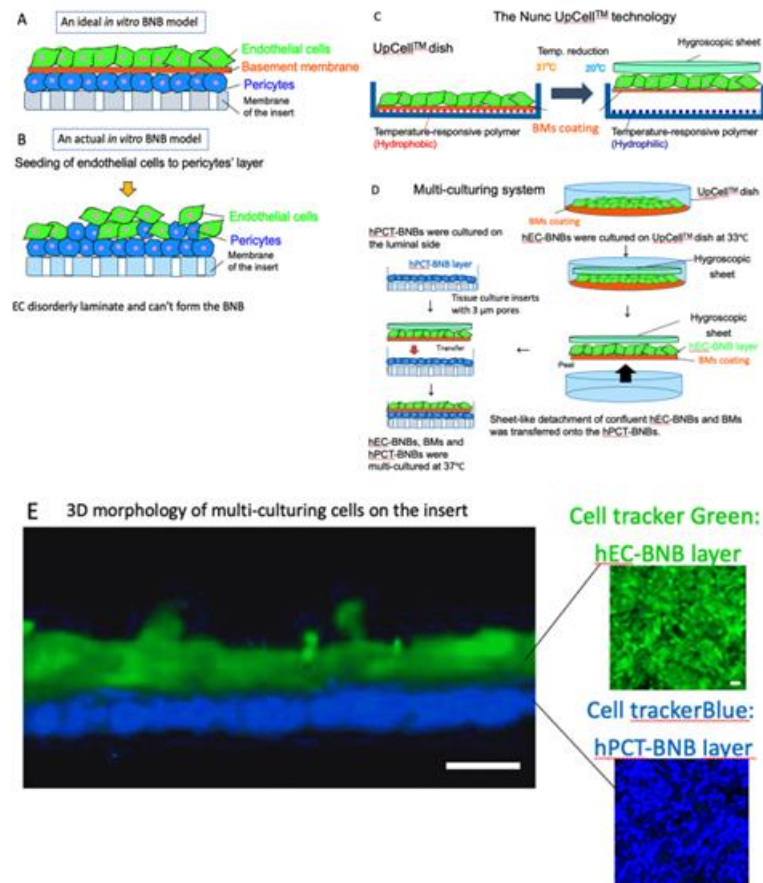 A
An ideal in vitro BNB model
Endothelial cells
Basement membrane
Pericytes
Membrane
of the insert
B
An actual in vitro BNB model
Seeding of endothelial cells to pericytes' layer
Endothelial cells
Pericytes
Membrane
of the insert
EC disorderly laminate and can't form the BNB
C
The Nunc UpCell™ technology
UpCell™ dish
Temp. reduction
37°C
20°C
Hygroscopic sheet
BMs coating
Temperature-responsive polymer
(Hydrophobic)
Temperature-responsive polymer
(Hydrophilic)
D
Multi-culturing system
UpCell™ dish
BMs coating
hPCT-BNBs were cultured
on the luminal side
hEC-BNBs were cultured on UpCell™ dish at 33℃
hPCT-BNB layer
Hygroscopic
sheet
Tissue culture inserts
with 3 µm pores
Transfer
Hygroscopic
sheet
hEC-BNB layer
BMs coating
Peel
Sheet-like detachment of confluent hEC-BNBs and BMs
was transferred onto the hPCT-BNBs.
hEC-BNBs, BMs and
hPCT-BNBs were
multi-cultured at 37℃
E
3D morphology of multi-culturing cells on the insert
Cell tracker Green:
hEC-BNB layer
Cell trackerBlue:
hPCT-BNB layer